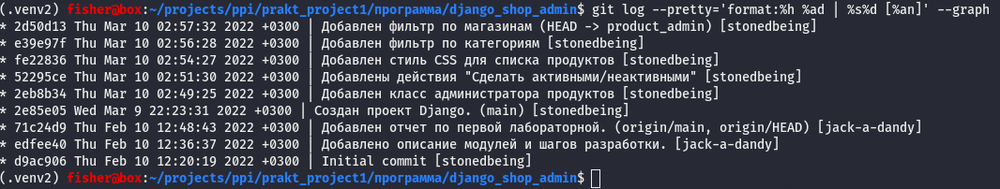 (.venv2) fisher@box:~/projects/ppi/prakt_project1/программа/django_shop_admin$ git log --pretty='format:%h %ad | %s%d [%an]' --graph
* 2d50d13 Thu Mar 10 02:57:32 2022 +0300 | Добавлен фильтр по магазинам (HEAD -> product_admin) [stonedbeing]
* e39e97f Thu Mar 10 02:56:28 2022 +0300 | Добавлен фильтр по категориям [stonedbeing]
* fe22836 Thu Mar 10 02:54:27 2022 +0300 | Добавлен стиль CSS для списка продуктов [stonedbeing]
* 52295ce Thu Mar 10 02:51:30 2022 +0300 | Добавлены действия "Сделать активными/неактивными" [stonedbeing]
* 2eb8b34 Thu Mar 10 02:49:25 2022 +0300 | Добавлен класс администратора продуктов [stonedbeing]
* 2e85e05 Wed Mar 9 22:23:31 2022 +0300 | Создан проект Django. (main) [stonedbeing]
* 71c24d9 Thu Feb 10 12:48:43 2022 +0300 | Добавлен отчет по первой лабораторной. (origin/main, origin/HEAD) [jack-a-dandy]
* edfee40 Thu Feb 10 12:36:37 2022 +0300 | Добавлено описание модулей и шагов разработки. [jack-a-dandy]
* d9ac906 Thu Feb 10 12:20:19 2022 +0300 | Initial commit [stonedbeing]
(.venv2) fisher@box:~/projects/ppi/prakt_project1/программа/django_shop_admin$